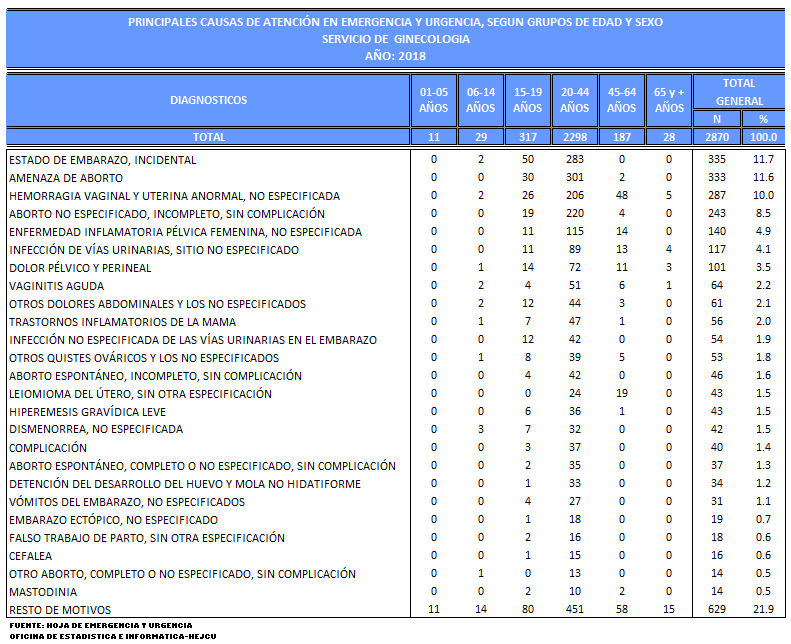 PRINCIPALES CAUSAS DE ATENCIÓN EN EMERGENCIA Y URGENCIA, SEGUN GRUPOS DE EDAD Y SEXO
SERVICIO DE GINECOLOGIA
AÑO: 2018
DIAGNOSTICOS 01-05 AÑOS 06-14 AÑOS 15-19 AÑOS 20-44 AÑOS 45-64 AÑOS 65 y + AÑOS TOTAL GENERAL
N %
TOTAL 11 29 317 2298 187 28 2870 100.0
ESTADO DE EMBARAZO, INCIDENTAL 0 2 50 283 0 0 335 11.7
AMENAZA DE ABORTO 0 0 30 301 2 0 333 11.6
HEMORRAGIA VAGINAL Y UTERINA ANORMAL, NO ESPECIFICADA 0 2 26 206 48 5 287 10.0
ABORTO NO ESPECIFICADO, INCOMPLETO, SIN COMPLICACIÓN 0 0 19 220 4 0 243 8.5
ENFERMEDAD INFLAMATORIA PÉLVICA FEMENINA, NO ESPECIFICADA 0 0 11 115 14 0 140 4.9
INFECCIÓN DE VÍAS URINARIAS, SITIO NO ESPECIFICADO 0 0 11 89 13 4 117 4.1
DOLOR PÉLVICO Y PERINEAL 0 1 14 72 11 3 101 3.5
VAGINITIS AGUDA 0 2 4 51 6 1 64 2.2
OTROS DOLORES ABDOMINALES Y LOS NO ESPECIFICADOS 0 2 12 44 3 0 61 2.1
TRASTORNOS INFLAMATORIOS DE LA MAMA 0 1 7 47 1 0 56 2.0
INFECCIÓN NO ESPECIFICADA DE LAS VÍAS URINARIAS EN EL EMBARAZO 0 0 12 42 0 0 54 1.9
OTROS QUISTES OVÁRICOS Y LOS NO ESPECIFICADOS 0 1 8 39 5 0 53 1.8
ABORTO ESPONTÁNEO, INCOMPLETO, SIN COMPLICACIÓN 0 0 4 42 0 0 46 1.6
LEIOMIOMA DEL ÚTERO, SIN OTRA ESPECIFICACIÓN 0 0 0 24 19 0 43 1.5
HIPEREMESIS GRAVÍDICA LEVE 0 0 6 36 1 0 43 1.5
DISMENORREA, NO ESPECIFICADA 0 3 7 32 0 0 42 1.5
COMPLICACIÓN 0 0 3 37 0 0 40 1.4
ABORTO ESPONTÁNEO, COMPLETO O NO ESPECIFICADO, SIN COMPLICACIÓN 0 0 2 35 0 0 37 1.3
DETENCIÓN DEL DESARROLLO DEL HUEVO Y MOLA NO HIDATIFORME 0 0 1 33 0 0 34 1.2
VÓMITOS DEL EMBARAZO, NO ESPECIFICADOS 0 0 4 27 0 0 31 1.1
EMBARAZO ECTÓPICO, NO ESPECIFICADO 0 0 1 18 0 0 19 0.7
FALSO TRABAJO DE PARTO, SIN OTRA ESPECIFICACIÓN 0 0 2 16 0 0 18 0.6
CEFALEA 0 0 1 15 0 0 16 0.6
OTRO ABORTO, COMPLETO O NO ESPECIFICADO, SIN COMPLICACIÓN 0 1 0 13 0 0 14 0.5
MASTODINIA 0 0 2 10 2 0 14 0.5
RESTO DE MOTIVOS 11 14 80 451 58 15 629 21.9
FUENTE: HOJA DE EMERGENCIA Y URGENCIA
OFICINA DE ESTADISTICA E INFORMATICA-HEJCU